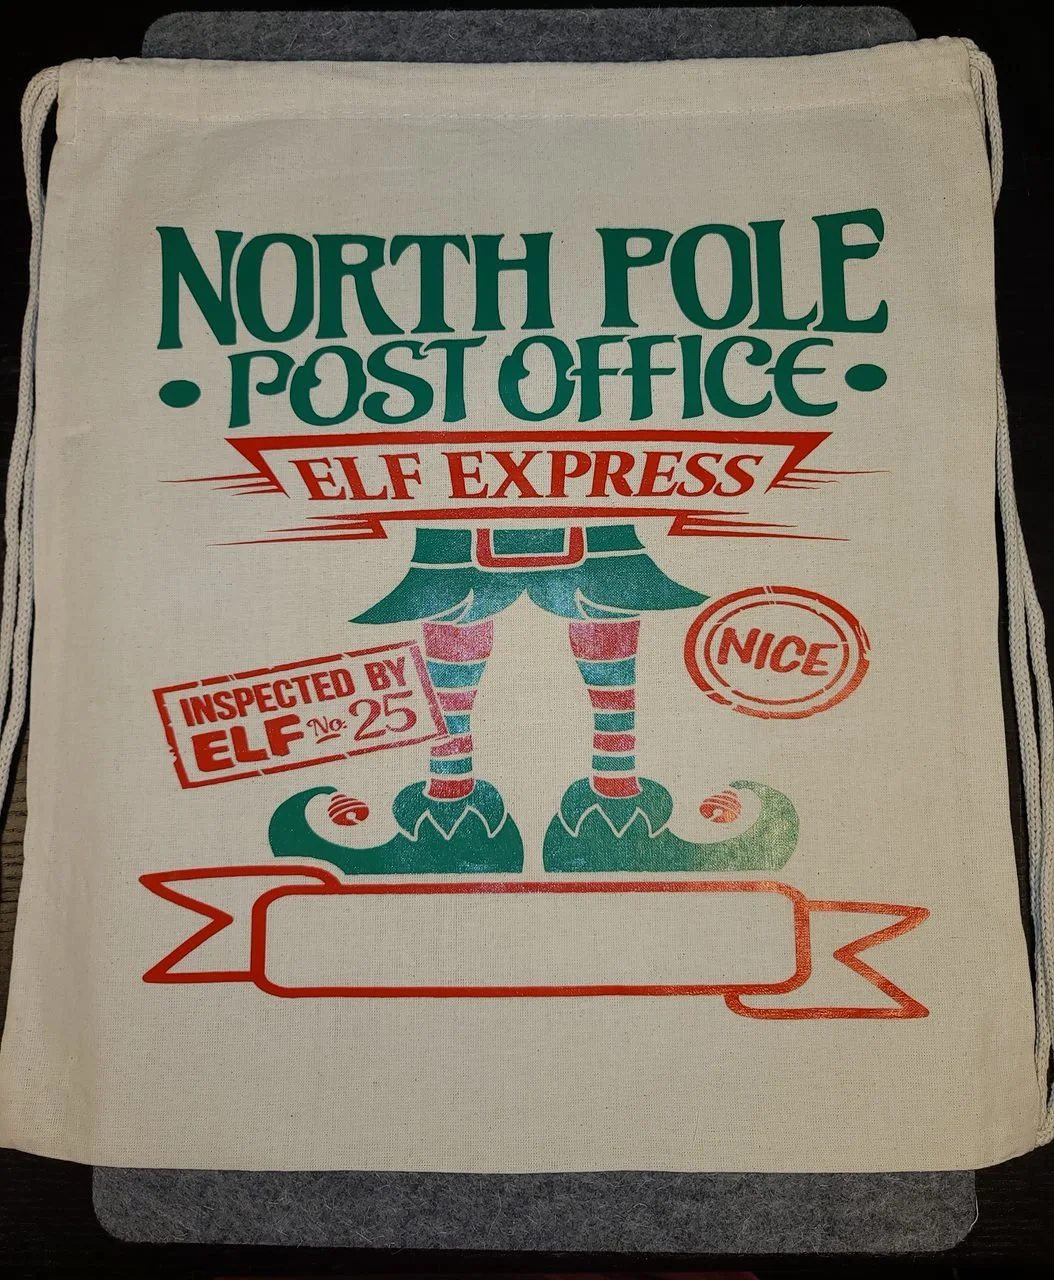 NORTH POLE
• POST OFFICE •
ELF EXPRESS
NICE
INSPECTED BY
ELF No. 25